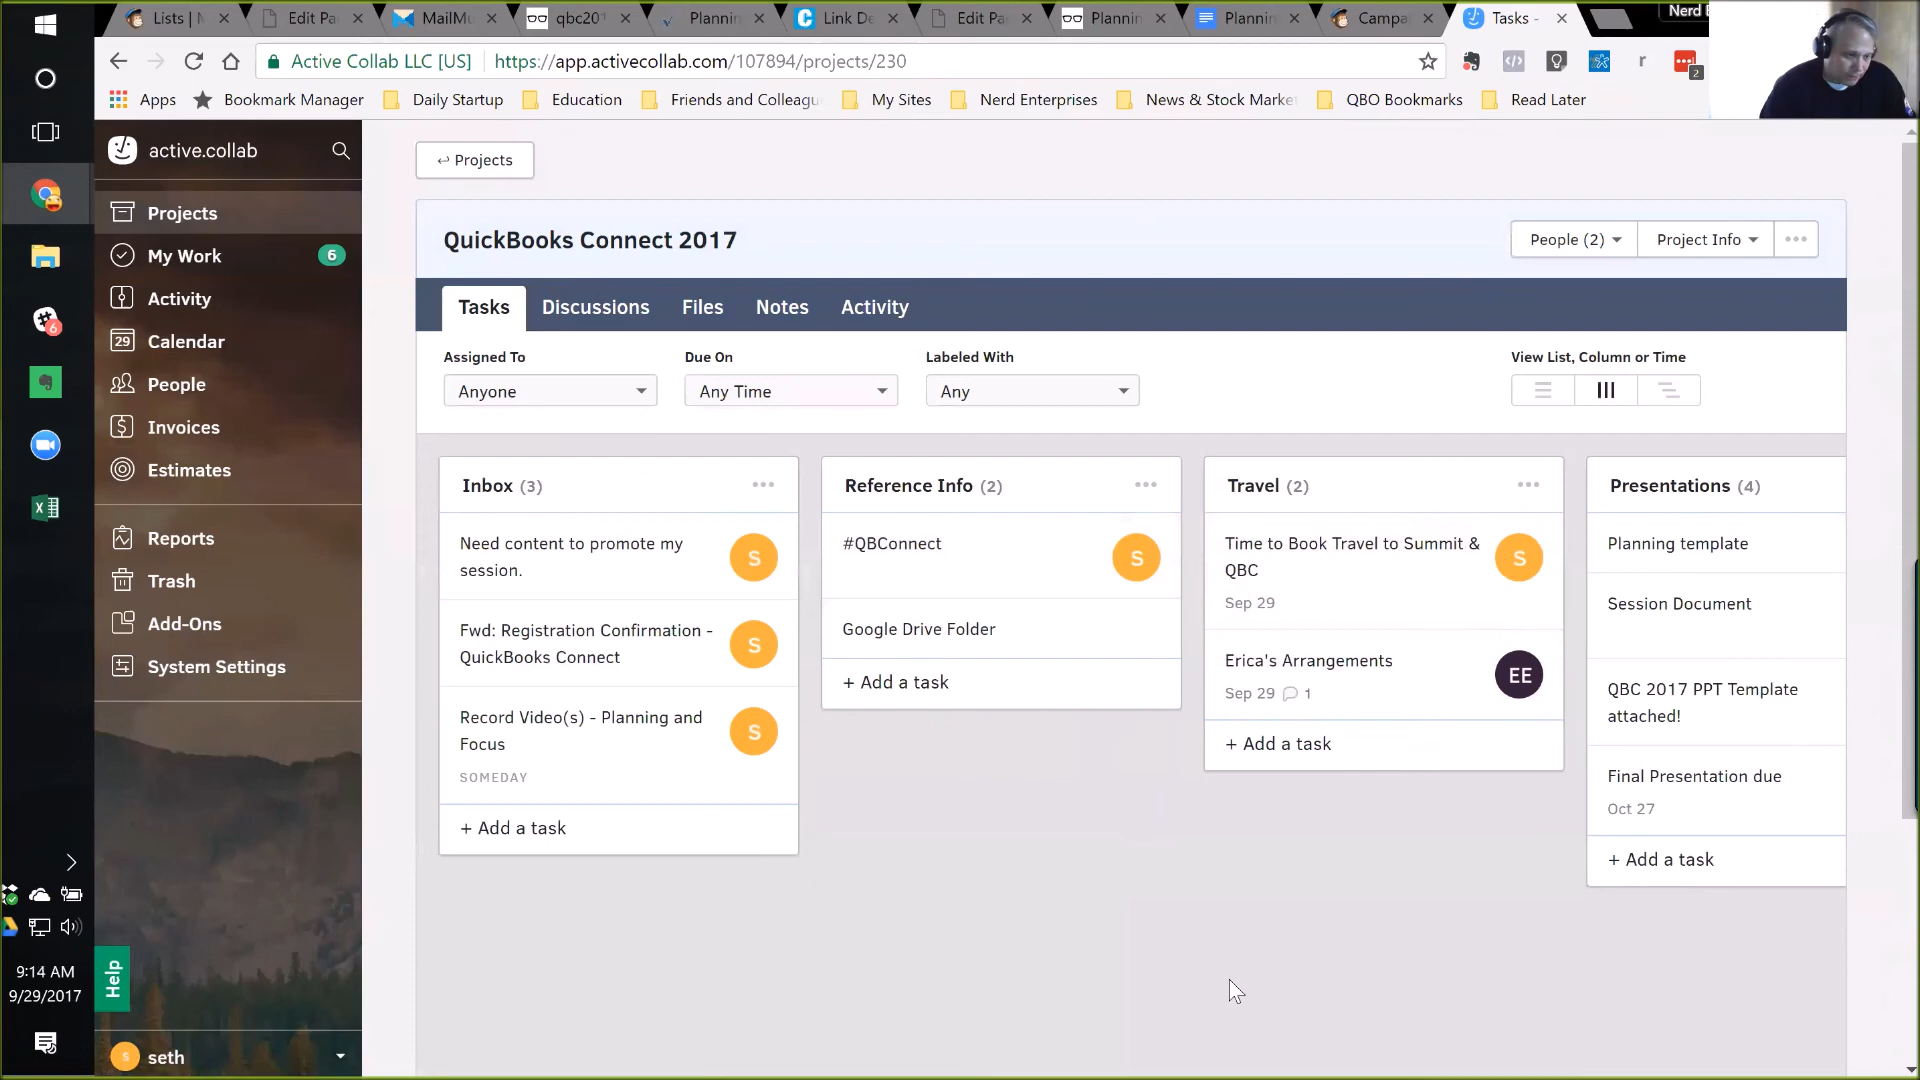 Lists | M
Edit Pa
MailMu
qbc201
Plannin
Link De
Edit Pa
Plannin
Plannin
Campa
Tasks -
Nerd
Active Collab LLC [US]
https://app.activecollab.com/107894/projects/230
2
Apps
Bookmark Manager
Daily Startup
Education
Friends and Colleagu
My Sites
Nerd Enterprises
News & Stock Market
QBO Bookmarks
Read Later
active.collab
Projects
My Work
6
Activity
29
Calendar
People
Invoices
Estimates
Reports
Trash
Add-Ons
System Settings
Help
S
seth
6
9:14 AM
9/29/2017
Projects
QuickBooks Connect 2017
People (2)
Project Info
Tasks
Discussions
Files
Notes
Activity
Assigned To
Due On
Labeled With
View List, Column or Time
Anyone
Any Time
Any
Inbox (3)
Need content to promote my
session.
S
Fwd: Registration Confirmation -
QuickBooks Connect
S
Record Video(s) - Planning and
Focus
S
SOMEDAY
+ Add a task
Reference Info (2)
#QBConnect
S
Google Drive Folder
+ Add a task
Travel (2)
Time to Book Travel to Summit &
QBC
S
Sep 29
Erica's Arrangements
EE
Sep 29
1
+ Add a task
Presentations (4)
Planning template
Session Document
QBC 2017 PPT Template
attached!
Final Presentation due
Oct 27
+ Add a task